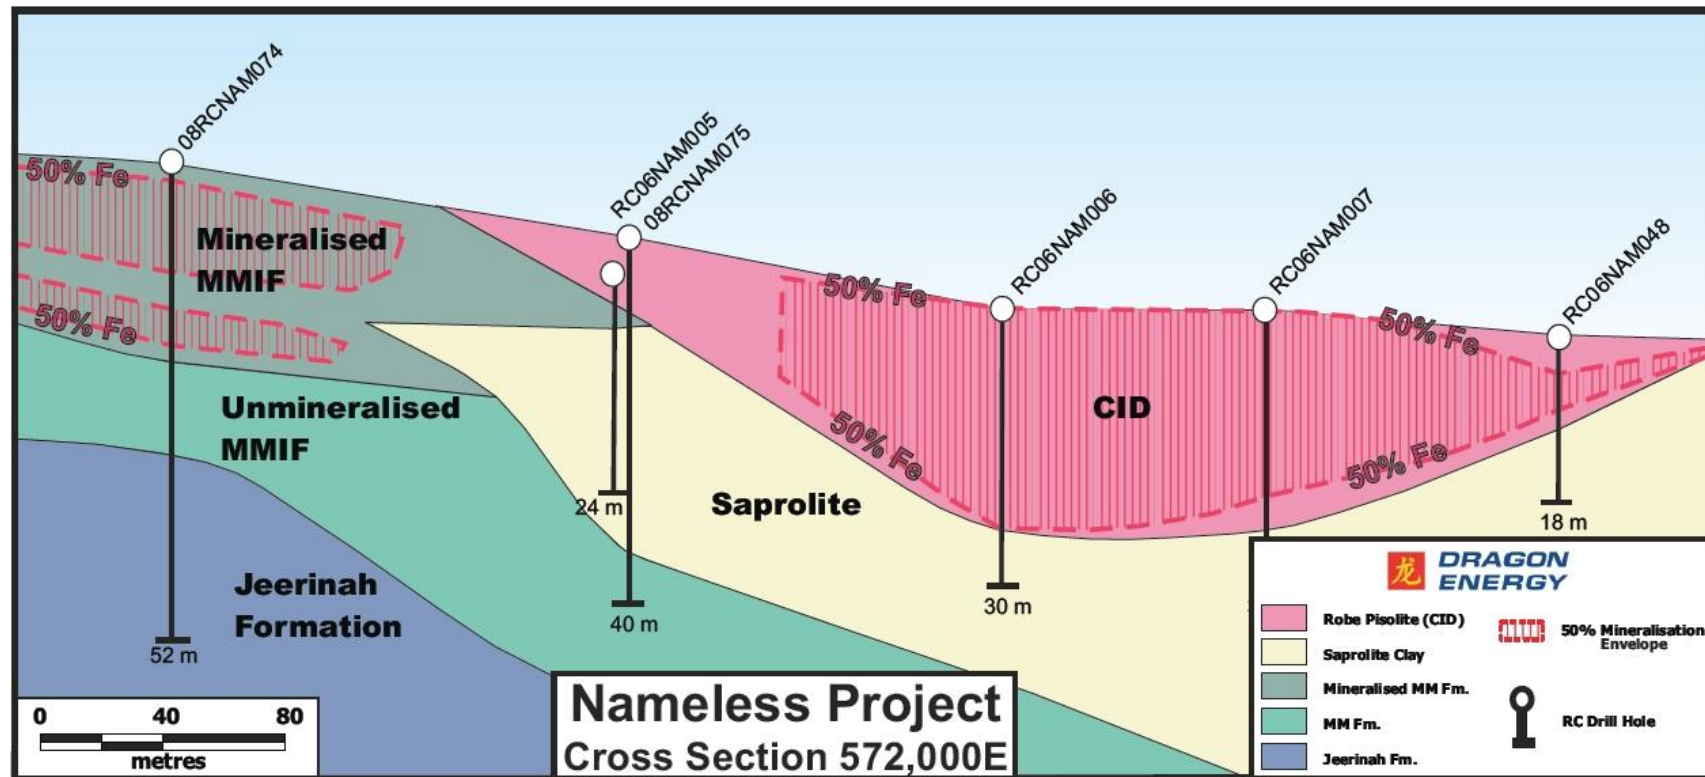 08RCNAM074
RC06NAM005
08RCNAM075
RC06NAM006
RC06NAM007
RC06NAM048
50% Fe
Mineralised
MMIF
50% Fe
50% Fe
50% Fe
CID
50% Fe
50% Fe
Unmineralised
MMIF
Saprolite
24 m
18 m
Jeerinah
Formation
52 m
40 m
30 m
Nameless Project
Cross Section 572,000E
0 40 80
metres
龙
DRAGON
ENERGY
Robe Pisolite (CID)
Saprolite Clay
Mineralised MM Fm.
MM Fm.
Jeerinah Fm.
50% Mineralisation
Envelope
RC Drill Hole